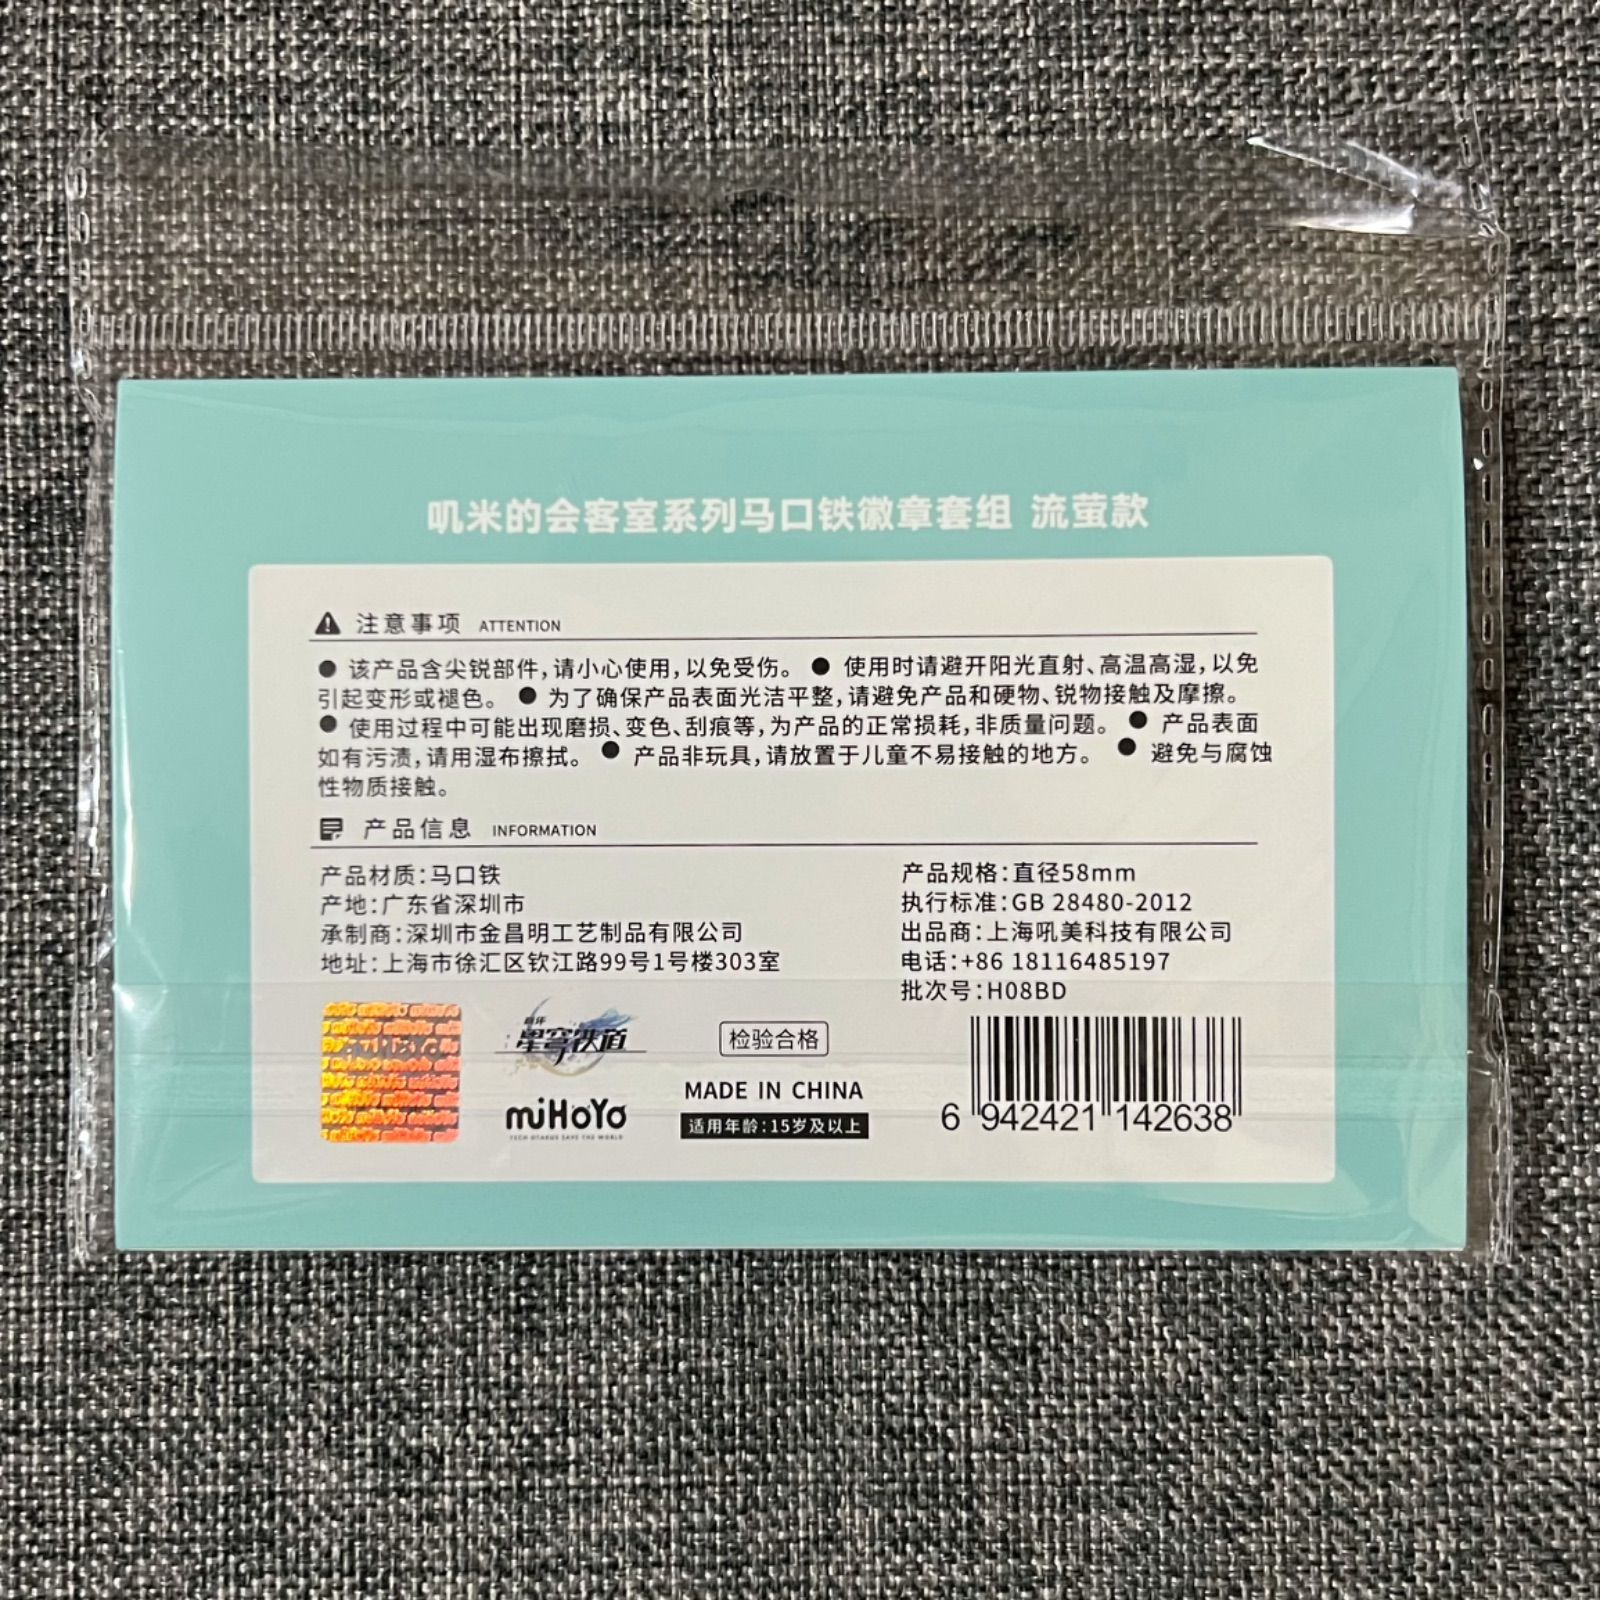 叽米的会客室系列马口铁徽章套组 流萤款
注意事项 ATTENTION
● 该产品含尖锐部件,请小心使用,以免受伤。 ● 使用时请避开阳光直射、高温高湿,以免
引起变形或褪色。 ● 为了确保产品表面光洁平整,请避免产品和硬物、锐物接触及摩擦。
● 使用过程中可能出现磨损、变色、刮痕等,为产品的正常损耗,非质量问题。 ● 产品表面
如有污渍,请用湿布擦拭。 ● 产品非玩具,请放置于儿童不易接触的地方。 ● 避免与腐蚀
性物质接触。
产品信息 INFORMATION
产品材质:马口铁
产地:广东省深圳市
承制商:深圳市金昌明工艺制品有限公司
地址:上海市徐汇区钦江路99号1号楼303室
产品规格:直径58mm
执行标准:GB 28480-2012
出品商:上海吼美科技有限公司
电话:+86 18116485197
批次号:H08BD
miHoYo
崩坏
星穹铁道
miHoYo
TECH OTAKUS SAVE THE WORLD
检验合格
MADE IN CHINA
适用年龄:15岁及以上
6 942421 142638